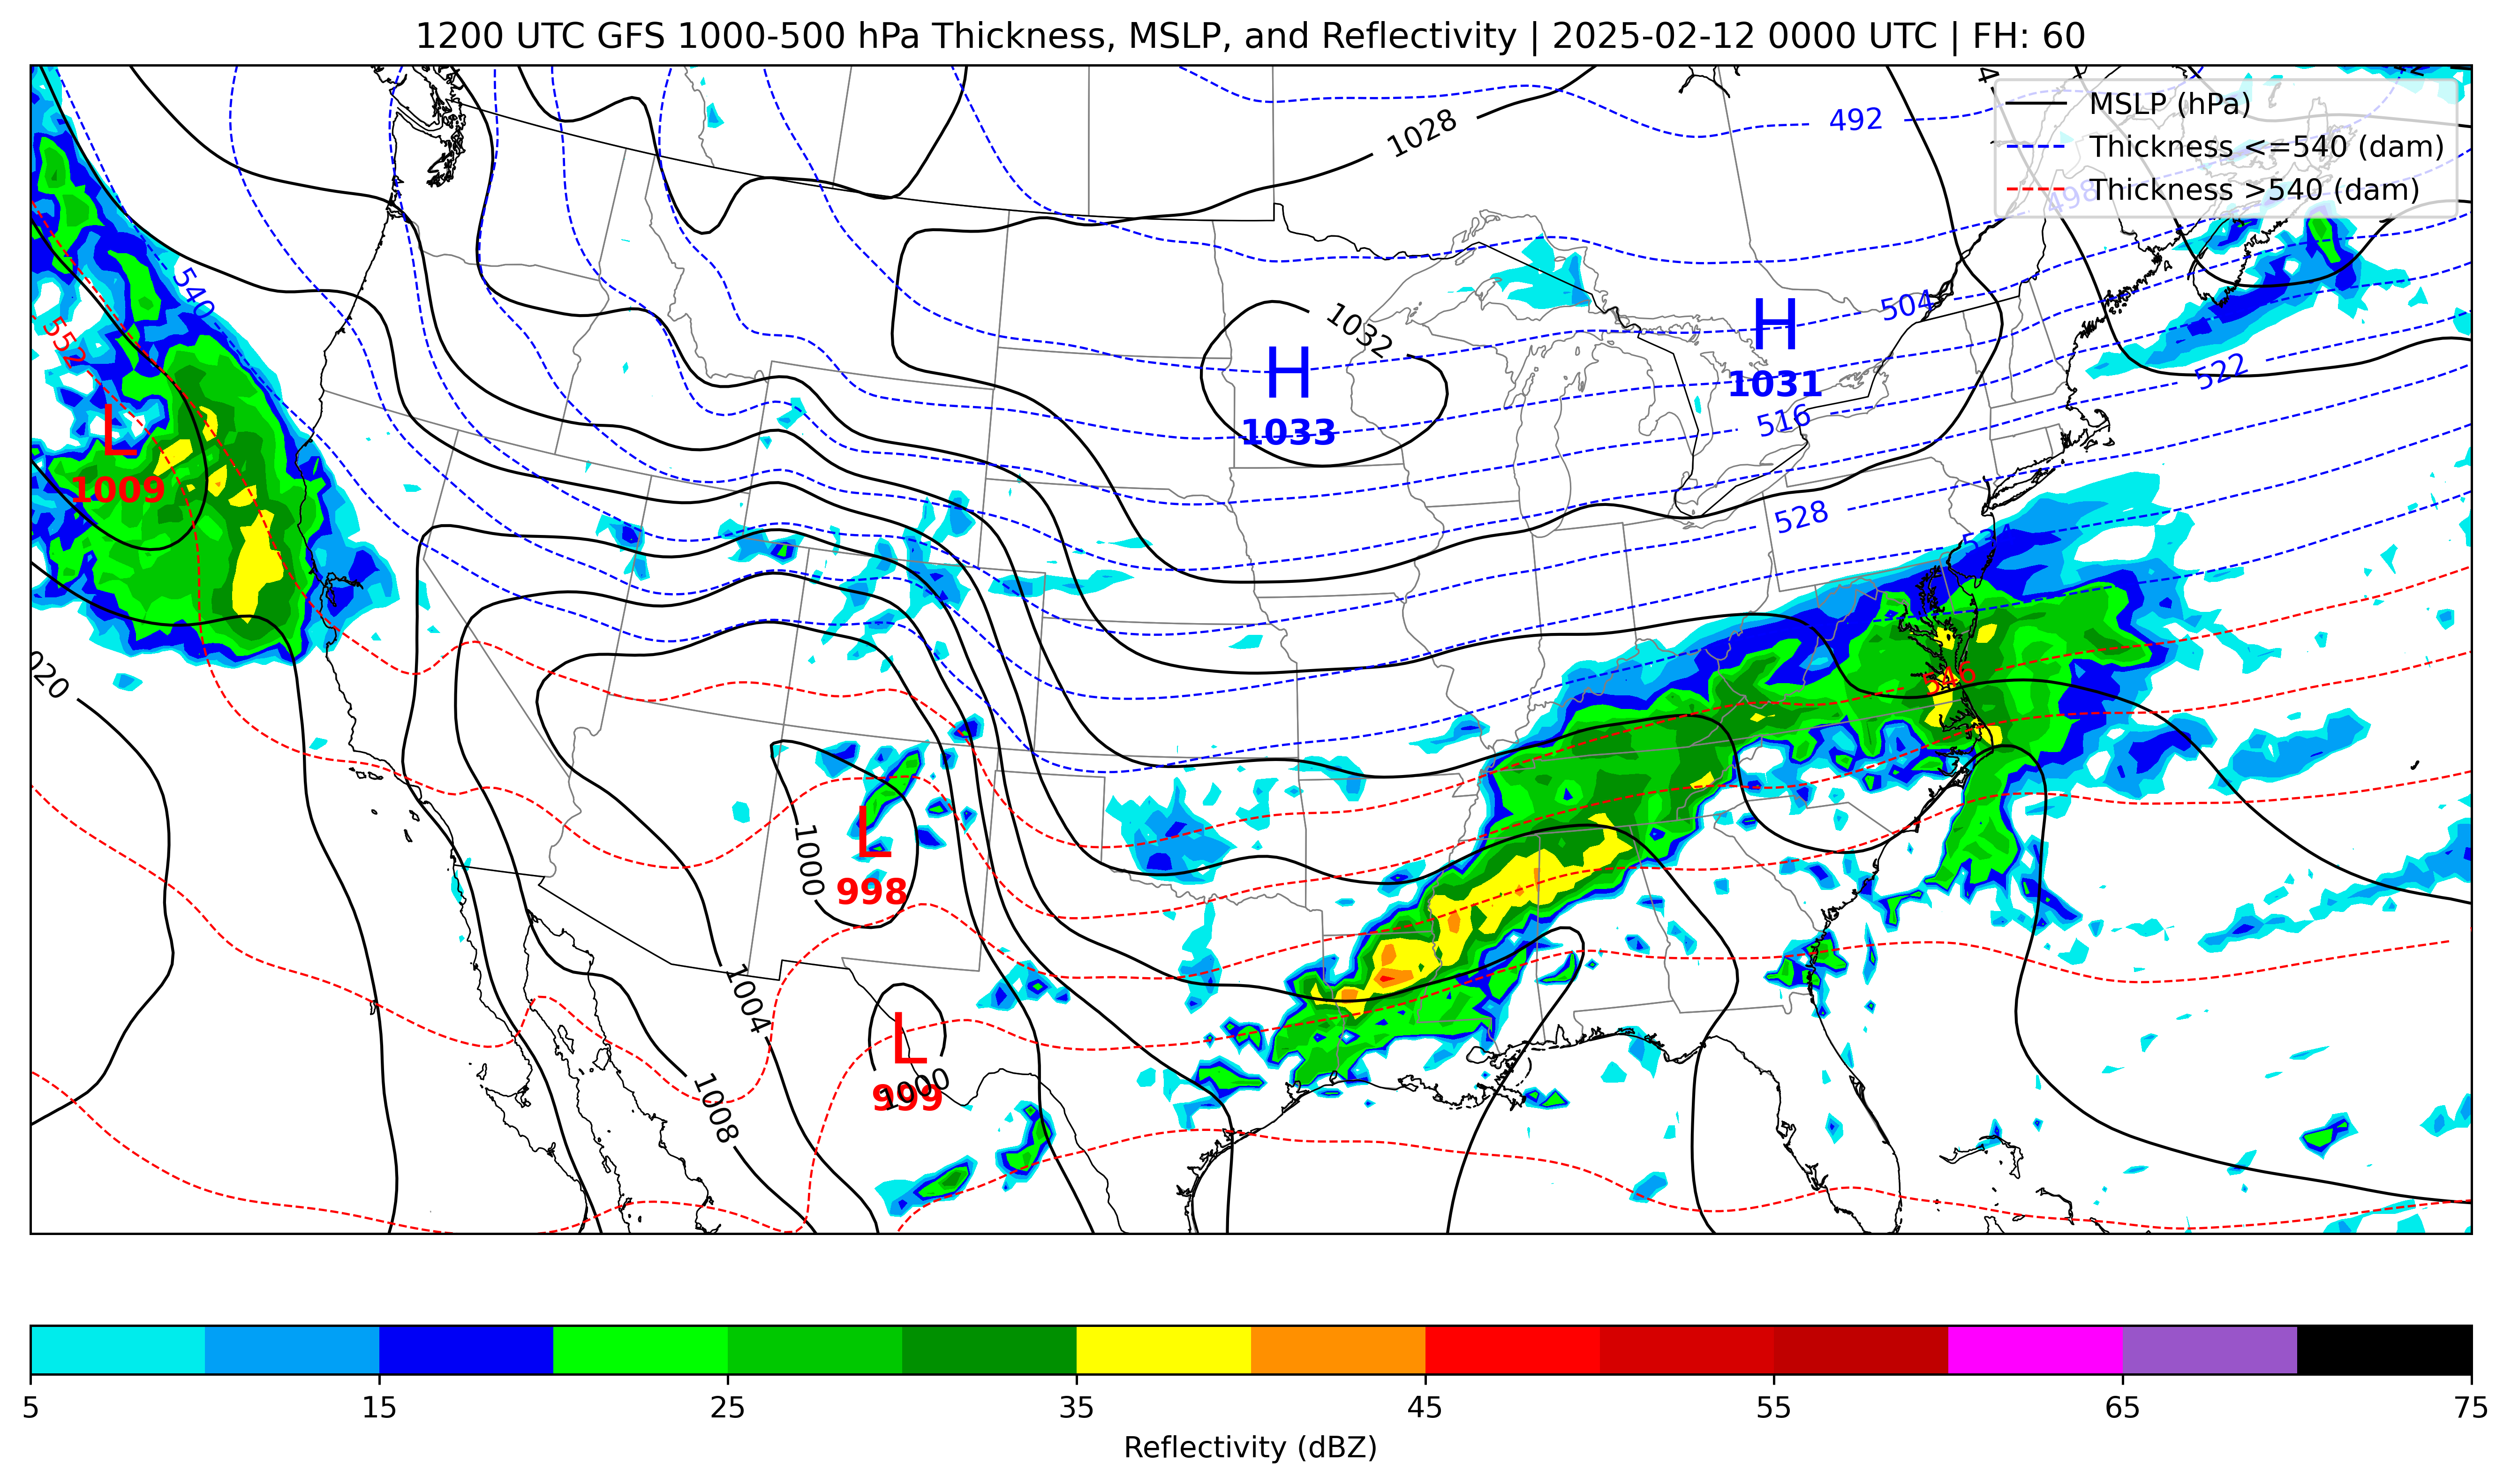 1200 UTC GFS 1000-500 hPa Thickness, MSLP, and Reflectivity | 2025-02-12 0000 UTC | FH: 60
MSLP (hPa)
Thickness <=540 (dam)
Thickness >540 (dam)
1028
492
498
504
540
552
1032
H
1033
H
1031
516
522
L
1009
528
020
546
L
998
1000
L
999
1000
1004
1008
5
15
25
35
45
55
65
75
Reflectivity (dBZ)